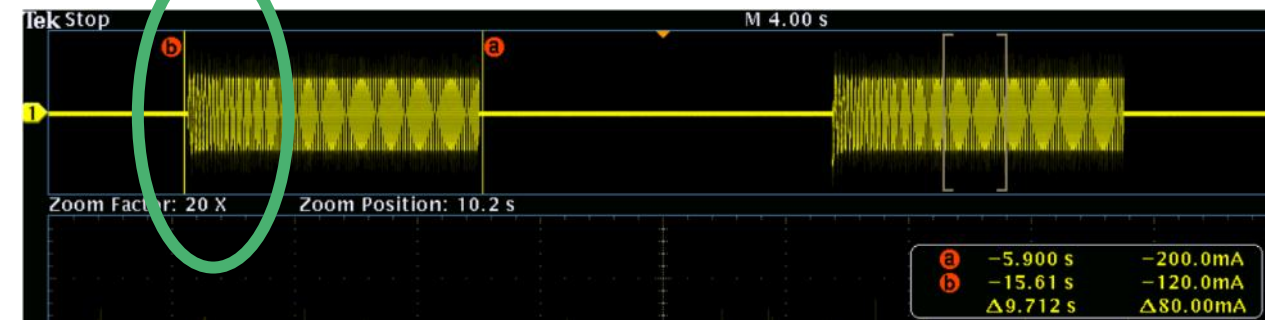 Tek Stop M 4.00 s
b a
1
Zoom Factor: 20 X Zoom Position: 10.2 s
a −5.900 s −200.0mA
b −15.61 s −120.0mA
Δ9.712 s Δ80.00mA